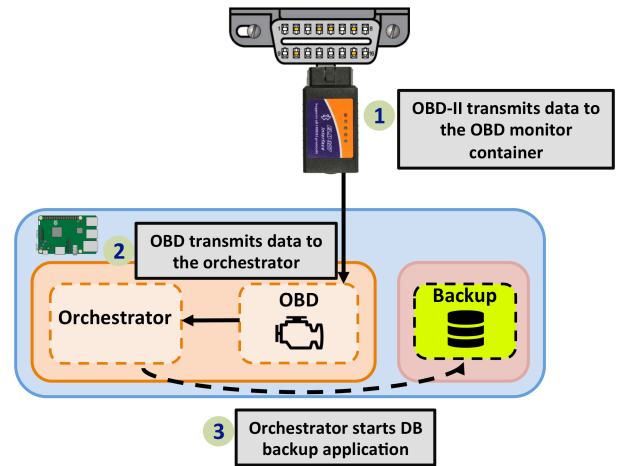 1
OBD-II transmits data to
the OBD monitor
container
2
OBD transmits data to
the orchestrator
Orchestrator
OBD
Backup
3
Orchestrator starts DB
backup application